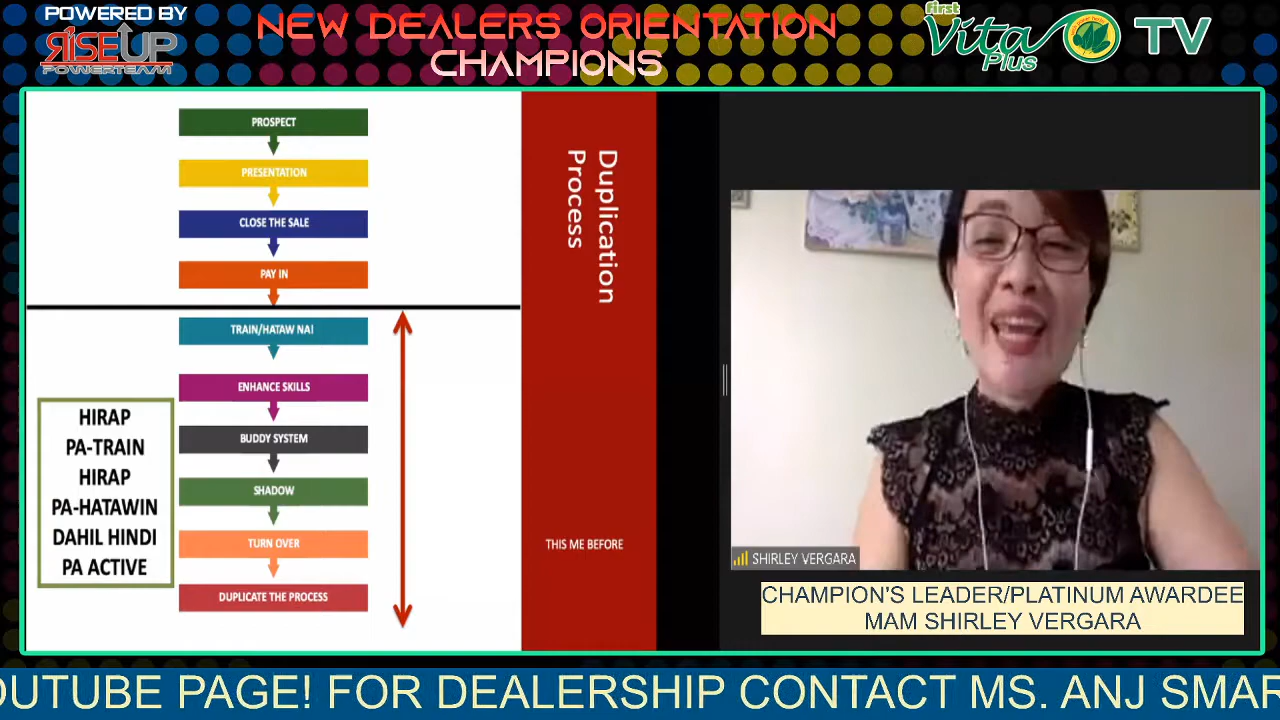 POWERED BY
RiSEUP
POWERTEAM
NEW DEALERS ORIENTATION
CHAMPIONS
first
Vita
Plus
TV
PROSPECT
PRESENTATION
CLOSE THE SALE
PAY IN
TRAIN/HATAW NA!
ENHANCE SKILLS
BUDDY SYSTEM
SHADOW
TURN OVER
DUPLICATE THE PROCESS
HIRAP
PA-TRAIN
HIRAP
PA-HATAWIN
DAHIL HINDI
PA ACTIVE
Duplication
Process
THIS ME BEFORE
SHIRLEY VERGARA
CHAMPION'S LEADER/PLATINUM AWARDEE
MAM SHIRLEY VERGARA
OUTUBE PAGE! FOR DEALERSHIP CONTACT MS. ANJ SMAR